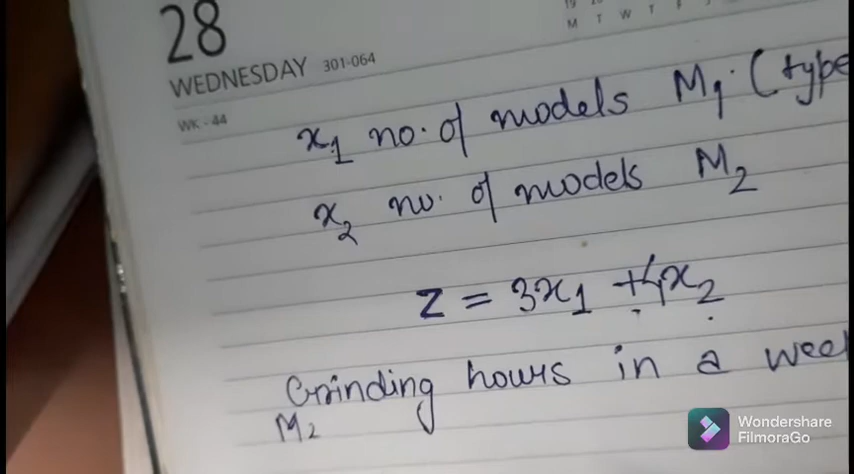 28
M T W T
WEDNESDAY 301-064
WK - 44
x1 no. of models M1. (type
x2 no. of models M2
Z = 3x1 + 4x2
Grinding hours in a week
M2
Wondershare
FilmoraGo